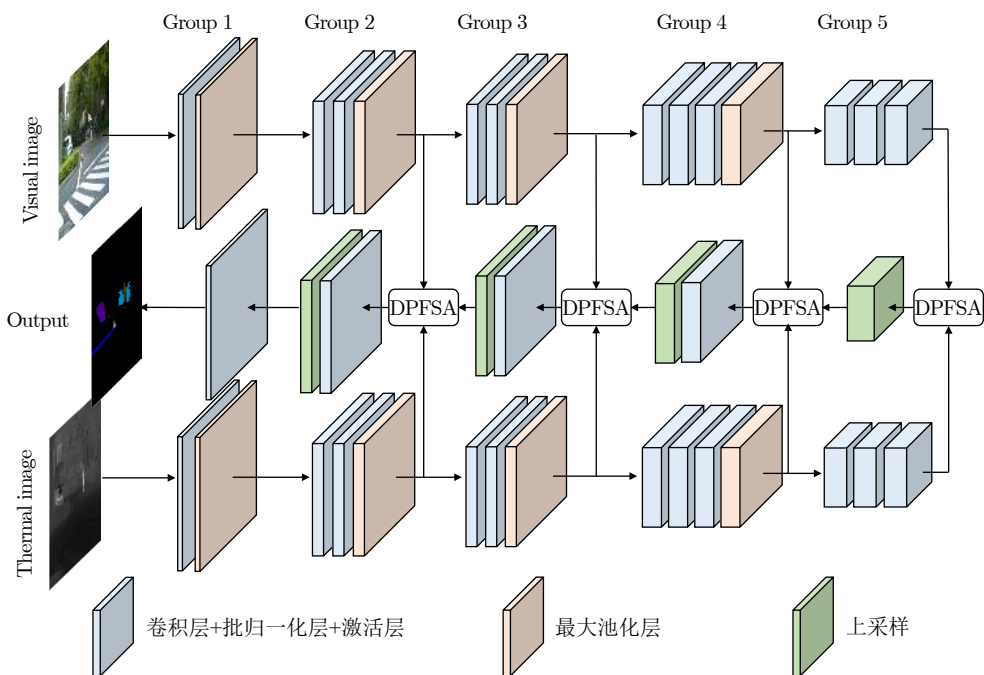 Group 1
Group 2
Group 3
Group 4
Group 5
Visual image
Output
DPFSA
DPFSA
DPFSA
DPFSA
Thermal image
卷积层+批归一化层+激活层
最大池化层
上采样